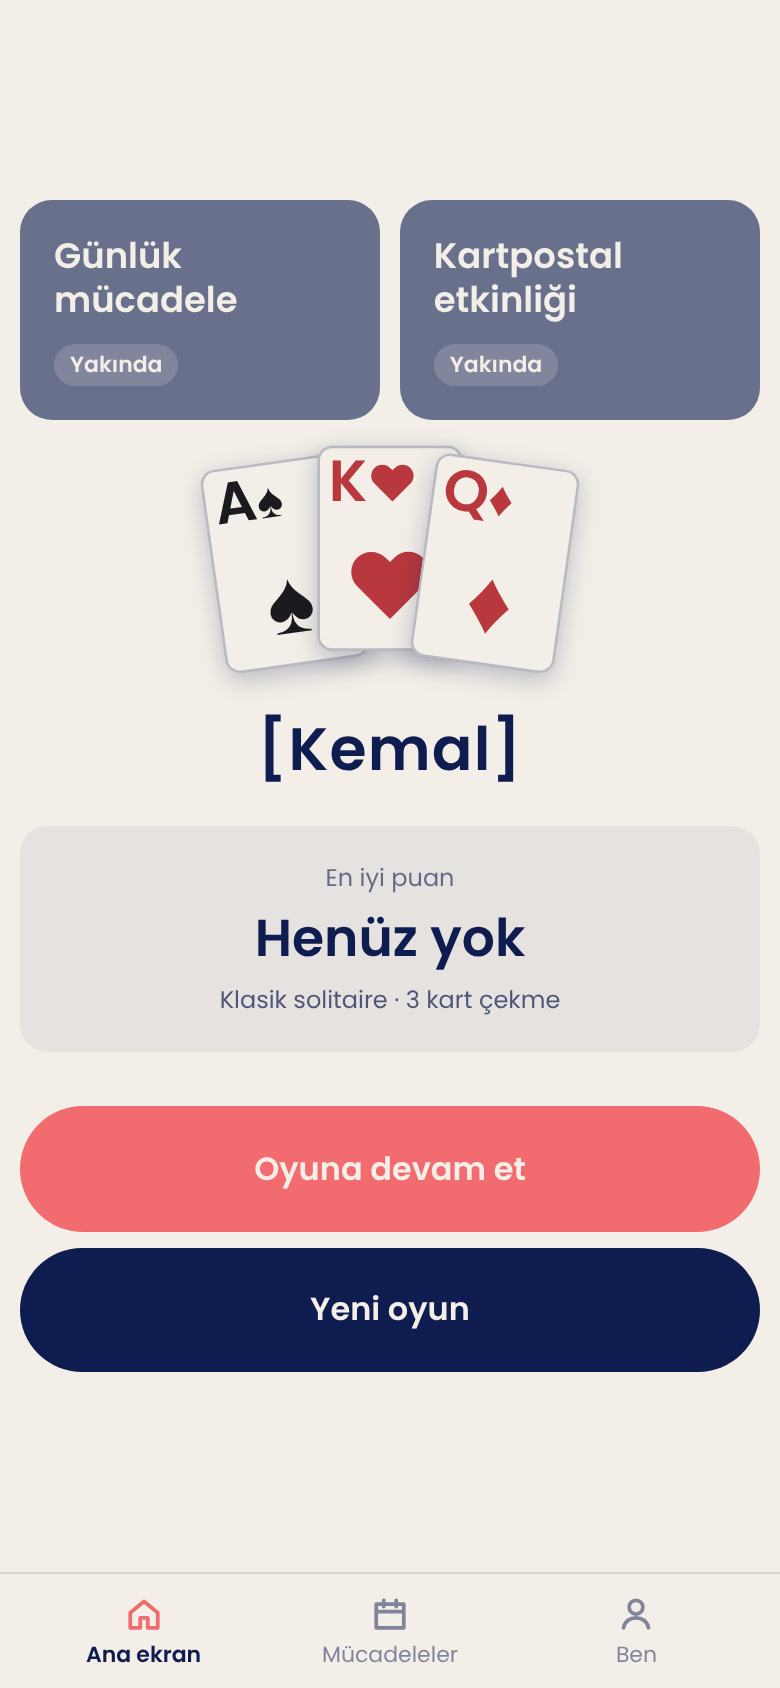 Günlük
mücadele
Yakında
Kartpostal
etkinliği
Yakında
A♠
K♥
Q♦
[Kemal]
En iyi puan
Henüz yok
Klasik solitaire · 3 kart çekme
Oyuna devam et
Yeni oyun
Ana ekran
Mücadeleler
Ben